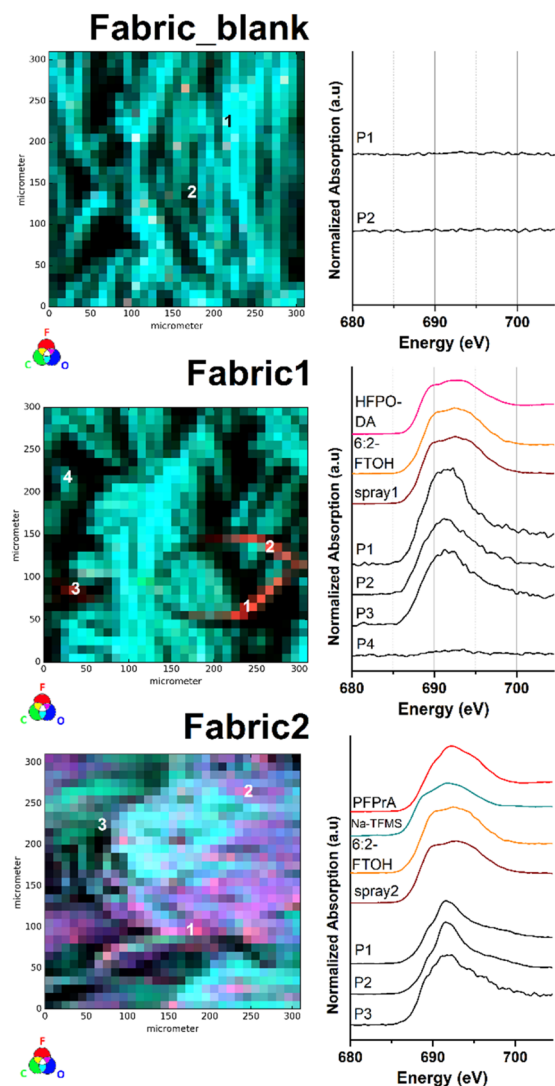 Fabric_blank
300
250
200
150
100
50
0
0 50 100 150 200 250 300
micrometer
micrometer
1
2
F
C O
Normalized Absorption (a.u)
P1
P2
680 690 700
Energy (eV)
Fabric1
300
250
200
150
100
50
0
0 50 100 150 200 250 300
micrometer
micrometer
4
2
3
1
F
C O
Normalized Absorption (a.u)
HFPO-
DA
6:2-
FTOH
spray1
P1
P2
P3
P4
680 690 700
Energy (eV)
Fabric2
300
250
200
150
100
50
0
0 50 100 150 200 250 300
micrometer
micrometer
2
3
1
F
C O
Normalized Absorption (a.u)
PFPrA
Na-TFMS
6:2-
FTOH
spray2
P1
P2
P3
680 690 700
Energy (eV)